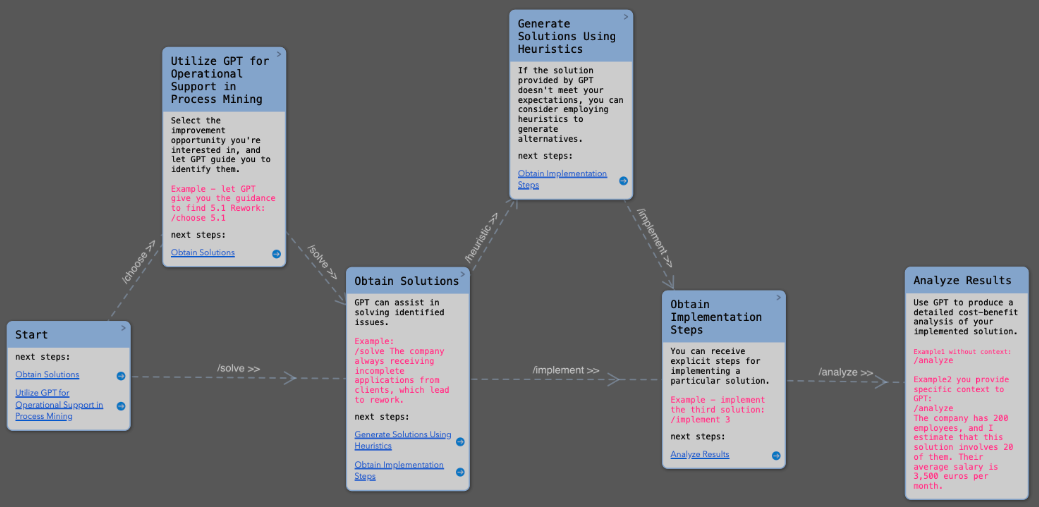 Start
next steps:
Obtain Solutions
Utilize GPT for
Operational Support in
Process Mining
/choose >>
Utilize GPT for
Operational
Support in
Process Mining
Select the
improvement
opportunity you're
interested in, and
let GPT guide you to
identify them.
Example - let GPT
give you the guidance
to find 5.1 Rework:
/choose 5.1
next steps:
Obtain Solutions
/solve >>
/solve >>
Obtain Solutions
GPT can assist in
solving identified
issues.
Example:
/solve The company
always receiving
incomplete
applications from
clients, which lead
to rework.
next steps:
Generate Solutions Using
Heuristics
Obtain Implementation
Steps
/heuristic >>
Generate
Solutions Using
Heuristics
If the solution
provided by GPT
doesn't meet your
expectations, you can
consider employing
heuristics to
generate
alternatives.
next steps:
Obtain Implementation
Steps
/implement >>
/implement >>
Obtain
Implementation
Steps
You can receive
explicit steps for
implementing a
particular solution.
Example - implement
the third solution:
/implement 3
next steps:
Analyze Results
/analyze >>
Analyze Results
Use GPT to produce a
detailed cost-benefit
analysis of your
implemented solution.
Example1 without context:
/analyze
Example2 you provide
specific context to
GPT:
/analyze
The company has 200
employees, and I
estimate that this
solution involves 20
of them. Their
average salary is
3,500 euros per
month.